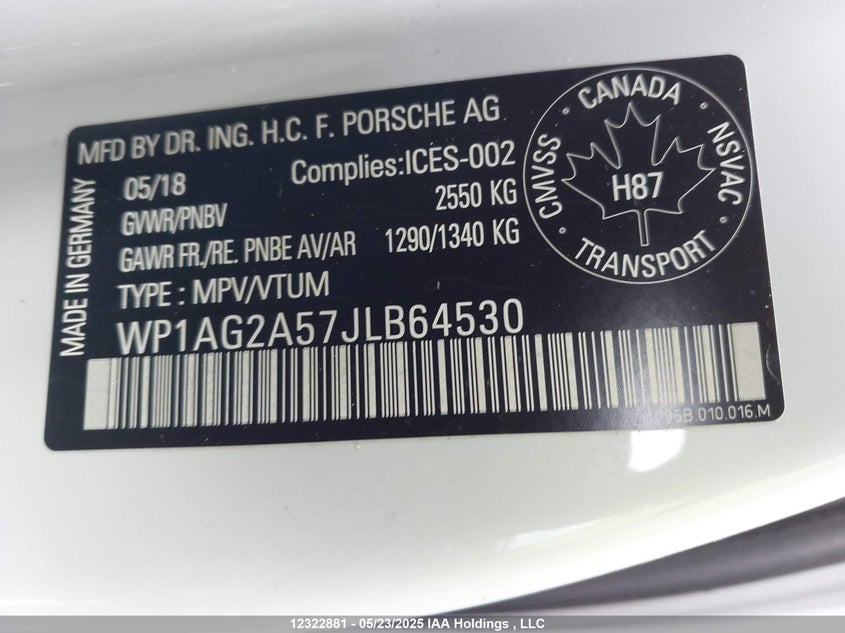 MFD BY DR. ING. H.C. F. PORSCHE AG
05/18 Complies:ICES-002
GVWR/PNBV 2550 KG
GAWR FR./RE. PNBE AV/AR 1290/1340 KG
TYPE : MPV/VTUM
WP1AG2A57JLB64530
MADE IN GERMANY
CANADA
CMVSS NSVAC
H87
TRANSPORT
95B.010.016.M
12322881 - 05/23/2025 IAA Holdings , LLC